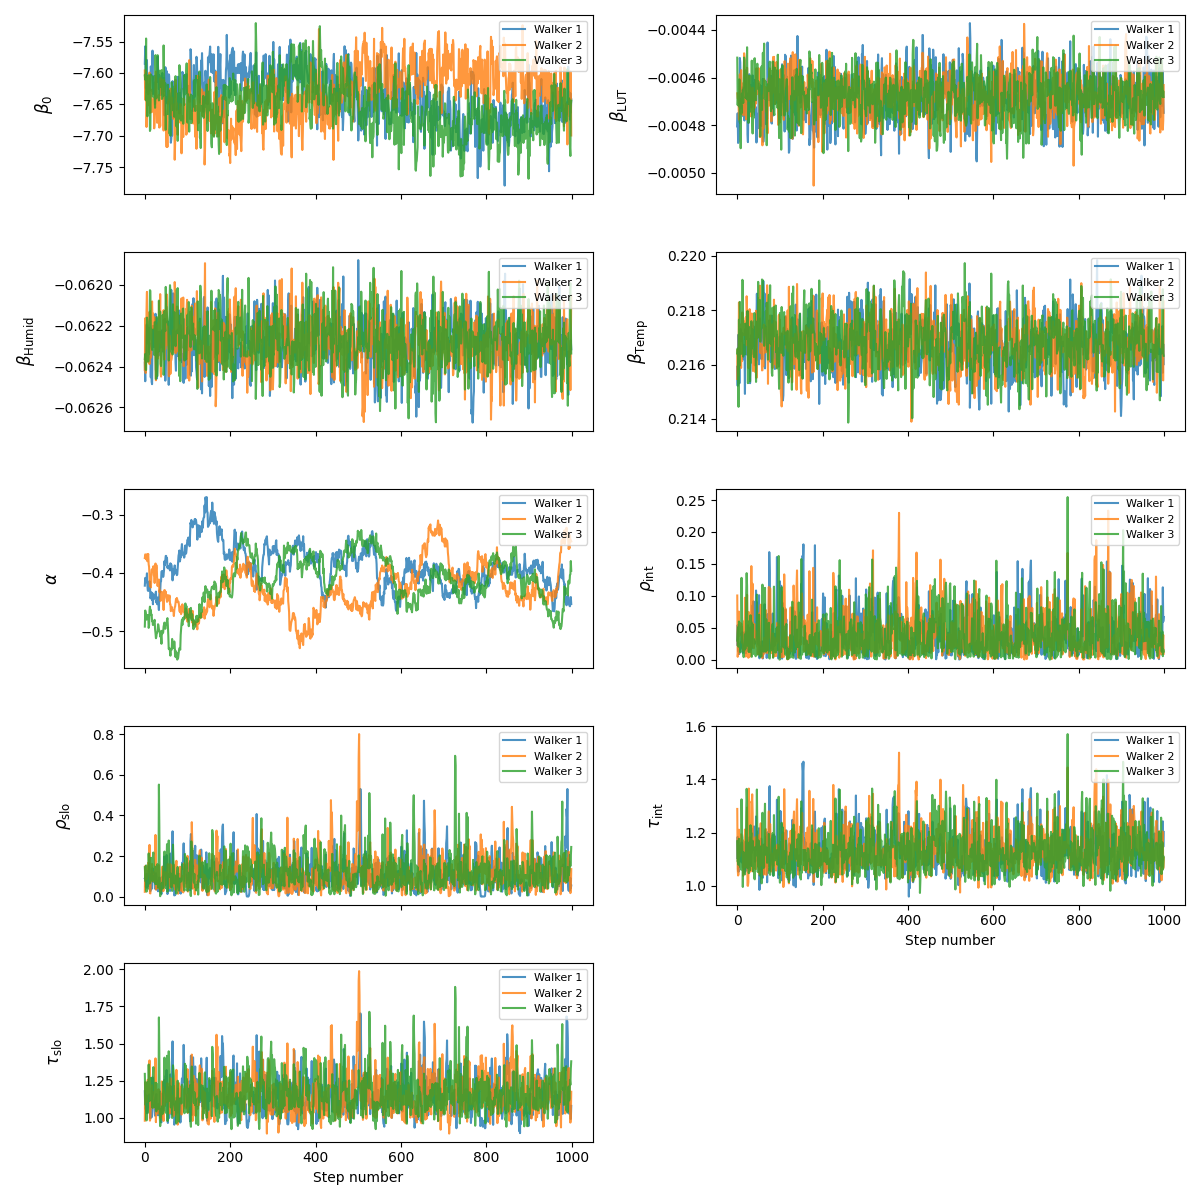 −7.55
−7.60
−7.65
−7.70
−7.75
β0
Walker 1
Walker 2
Walker 3
−0.0044
−0.0046
−0.0048
−0.0050
βLUT
Walker 1
Walker 2
Walker 3
−0.0620
−0.0622
−0.0624
−0.0626
βHumid
Walker 1
Walker 2
Walker 3
0.220
0.218
0.216
0.214
βTemp
Walker 1
Walker 2
Walker 3
−0.3
−0.4
−0.5
α
Walker 1
Walker 2
Walker 3
0.25
0.20
0.15
0.10
0.05
0.00
ρint
Walker 1
Walker 2
Walker 3
0.8
0.6
0.4
0.2
0.0
ρslo
Walker 1
Walker 2
Walker 3
1.6
1.4
1.2
1.0
τint
Walker 1
Walker 2
Walker 3
0 200 400 600 800 1000
Step number
2.00
1.75
1.50
1.25
1.00
τslo
Walker 1
Walker 2
Walker 3
0 200 400 600 800 1000
Step number